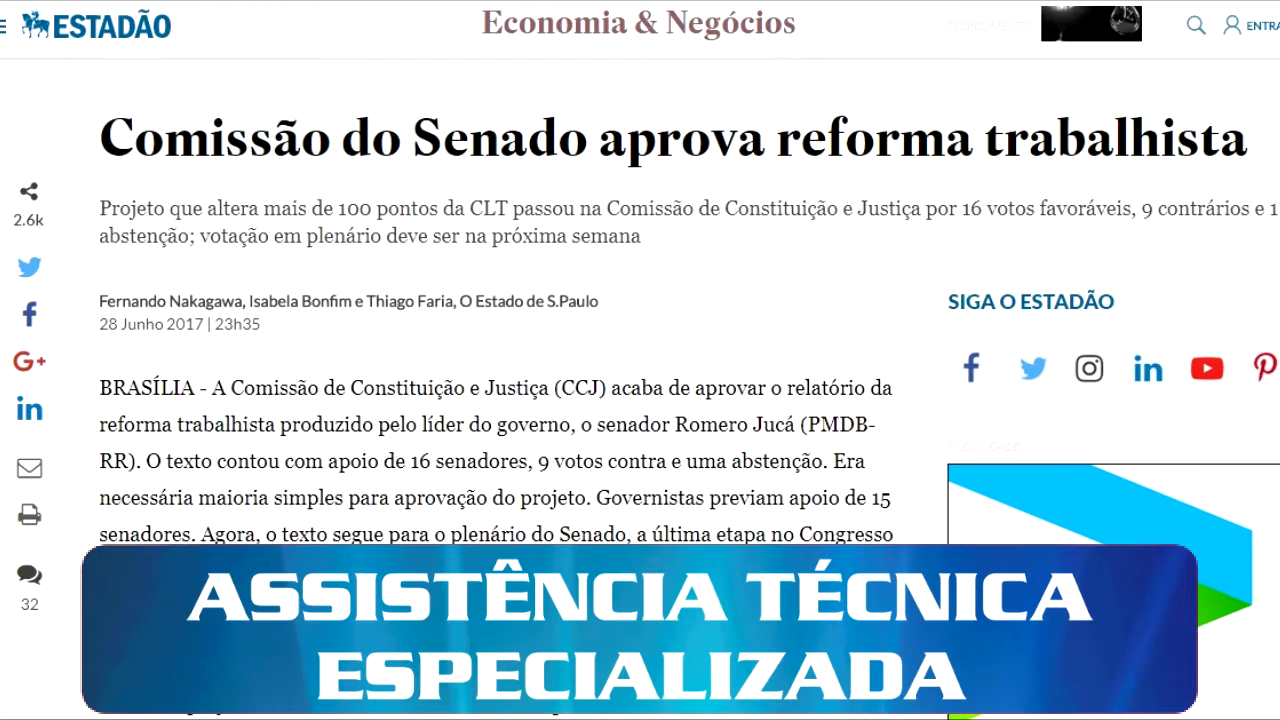 ESTADÃO
Economia & Negócios
ENTRA
Comissão do Senado aprova reforma trabalhista
Projeto que altera mais de 100 pontos da CLT passou na Comissão de Constituição e Justiça por 16 votos favoráveis, 9 contrários e 1
abstenção; votação em plenário deve ser na próxima semana
2.6k
Fernando Nakagawa, Isabela Bonfim e Thiago Faria, O Estado de S.Paulo
28 Junho 2017 | 23h35
SIGA O ESTADÃO
BRASÍLIA - A Comissão de Constituição e Justiça (CCJ) acaba de aprovar o relatório da
reforma trabalhista produzido pelo líder do governo, o senador Romero Jucá (PMDB-
RR). O texto contou com apoio de 16 senadores, 9 votos contra e uma abstenção. Era
necessária maioria simples para aprovação do projeto. Governistas previam apoio de 15
senadores. Agora, o texto segue para o plenário do Senado, a última etapa no Congresso
32
ASSISTÊNCIA TÉCNICA
ESPECIALIZADA